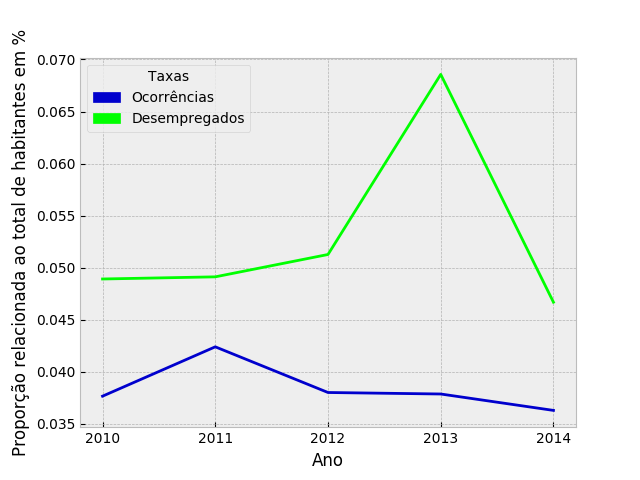 Proporção relacionada ao total de habitantes em %
0.070
0.065
0.060
0.055
0.050
0.045
0.040
0.035
Taxas
Ocorrências
Desempregados
2010 2011 2012 2013 2014
Ano